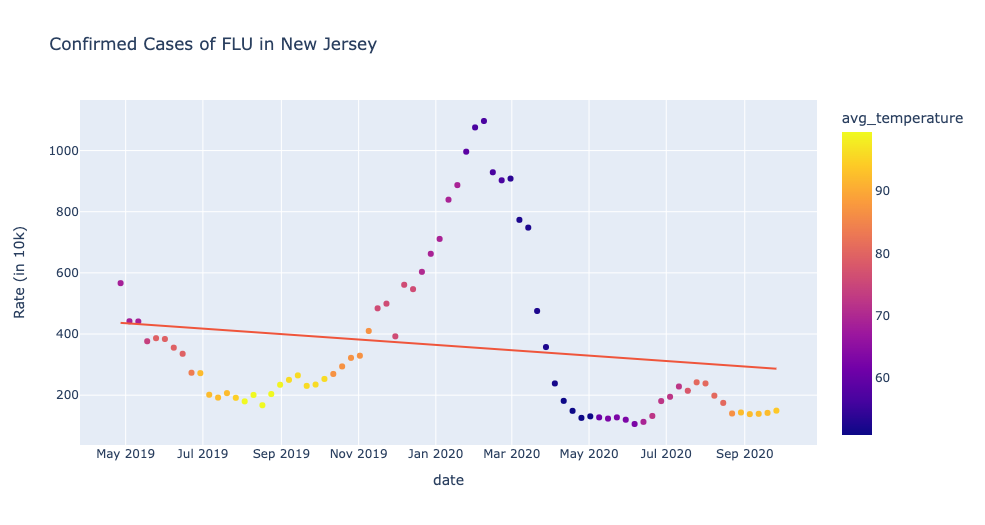 Confirmed Cases of FLU in New Jersey
avg_temperature
1000
800
600
400
200
Rate (in 10k)
90
80
70
60
May 2019 Jul 2019 Sep 2019 Nov 2019 Jan 2020 Mar 2020 May 2020 Jul 2020 Sep 2020
date